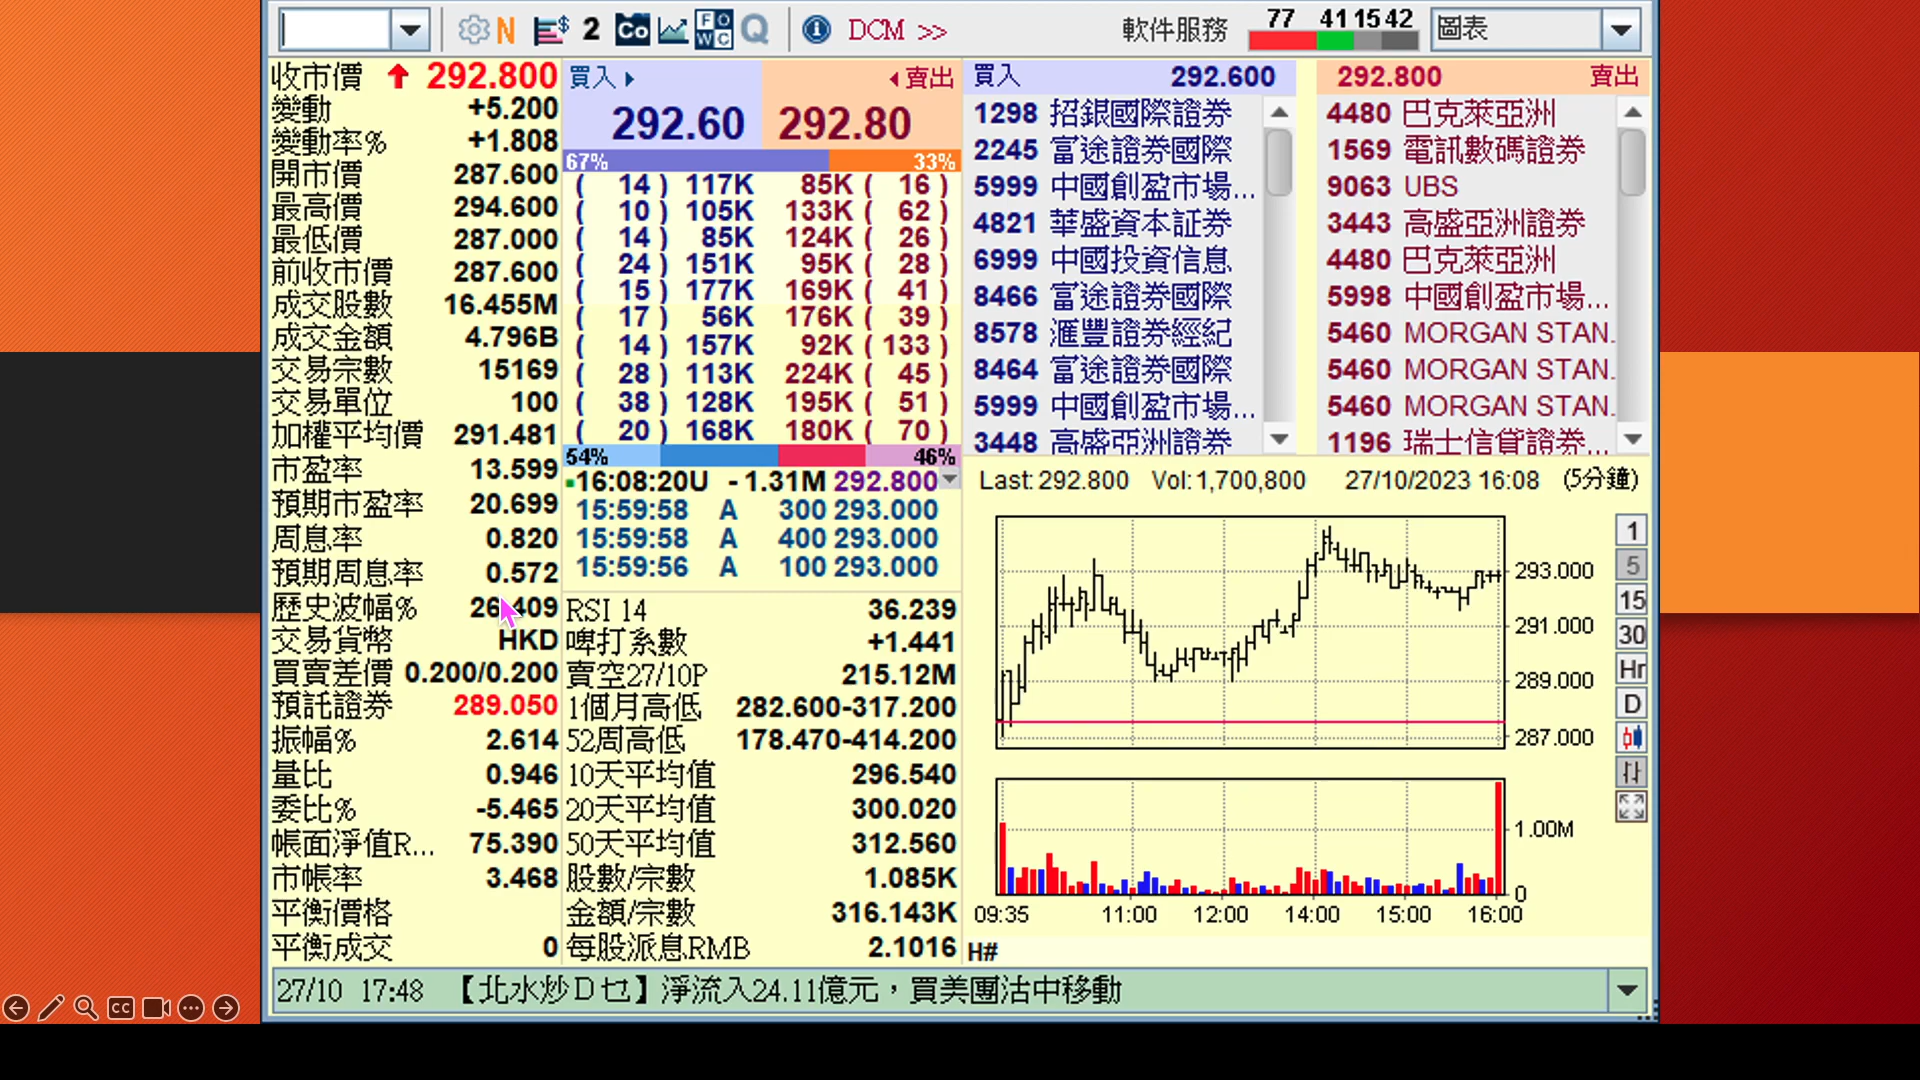 N $ 2 Co FO WC Q DCM >> 軟件服務 77 41 15 42 圖表
收市價 292.800
變動 +5.200
變動率% +1.808
開市價 287.600
最高價 294.600
最低價 287.000
前收市價 287.600
成交股數 16.455M
成交金額 4.796B
交易宗數 15169
交易單位 100
加權平均價 291.481
市盈率 13.599
預期市盈率 20.699
周息率 0.820
預期周息率 0.572
歷史波幅% 26.409
交易貨幣 HKD
買賣差價 0.200/0.200
預託證券 289.050
振幅% 2.614
量比 0.946
委比% -5.465
帳面淨值R... 75.390
市帳率 3.468
平衡價格
平衡成交 0
買入 賣出
292.60 292.80
67% 33%
( 14 ) 117K 85K ( 16 )
( 10 ) 105K 133K ( 62 )
( 14 ) 85K 124K ( 26 )
( 24 ) 151K 95K ( 28 )
( 15 ) 177K 169K ( 41 )
( 17 ) 56K 176K ( 39 )
( 14 ) 157K 92K ( 133 )
( 28 ) 113K 224K ( 45 )
( 38 ) 128K 195K ( 51 )
( 20 ) 168K 180K ( 70 )
54% 46%
16:08:20U - 1.31M 292.800
15:59:58 A 300 293.000
15:59:58 A 400 293.000
15:59:56 A 100 293.000
RSI 14 36.239
啤打系數 +1.441
賣空27/10P 215.12M
1個月高低 282.600-317.200
52周高低 178.470-414.200
10天平均值 296.540
20天平均值 300.020
50天平均值 312.560
股數/宗數 1.085K
金額/宗數 316.143K
每股派息RMB 2.1016
買入 292.600
1298 招銀國際證券
2245 富途證券國際
5999 中國創盈市場...
4821 華盛資本証券
6999 中國投資信息
8466 富途證券國際
8578 滙豐證券經紀
8464 富途證券國際
5999 中國創盈市場...
3448 高盛亞洲證券
292.800 賣出
4480 巴克萊亞洲
1569 電訊數碼證券
9063 UBS
3443 高盛亞洲證券
4480 巴克萊亞洲
5998 中國創盈市場...
5460 MORGAN STAN.
5460 MORGAN STAN.
5460 MORGAN STAN.
1196 瑞士信貸證券...
Last: 292.800 Vol: 1,700,800 27/10/2023 16:08 (5分鐘)
293.000
291.000
289.000
287.000
1.00M
0
09:35 11:00 12:00 14:00 15:00 16:00
1
5
15
30
Hr
D
H#
27/10 17:48 【北水炒D乜】淨流入24.11億元，買美團沽中移動
CC